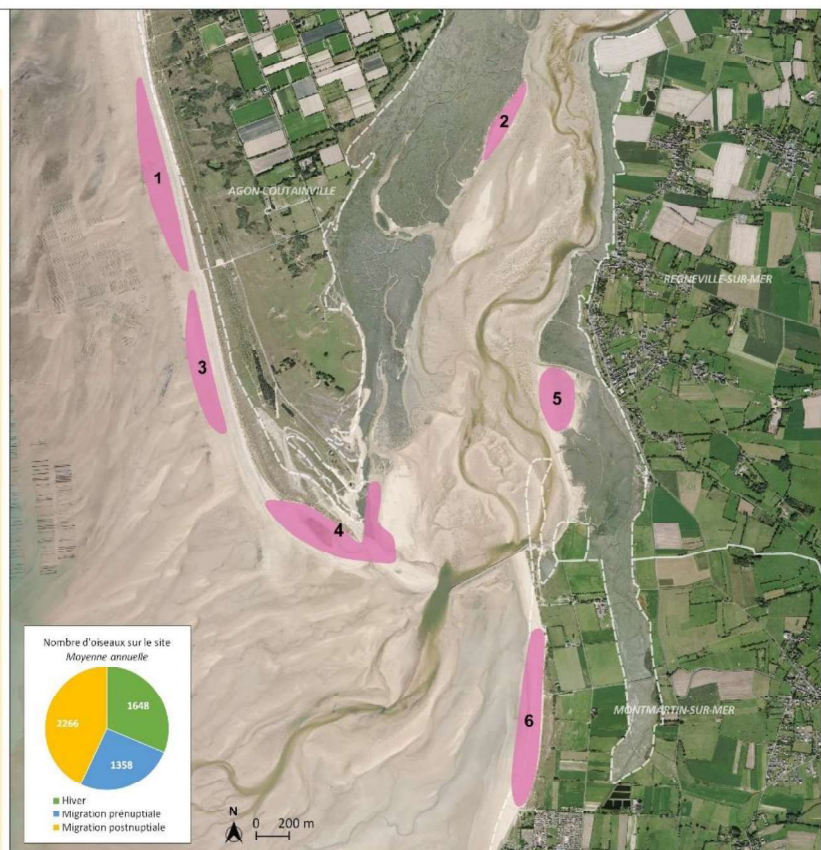 1
2
AGON-COUTAINVILLE
REGNEVILLE-SUR-MER
3
5
4
6
MONTMARTIN-SUR-MER
Nombre d'oiseaux sur le site
Moyenne annuelle
1648
2266
1358
Hiver
Migration prénuptiale
Migration postnuptiale
N
0 200 m